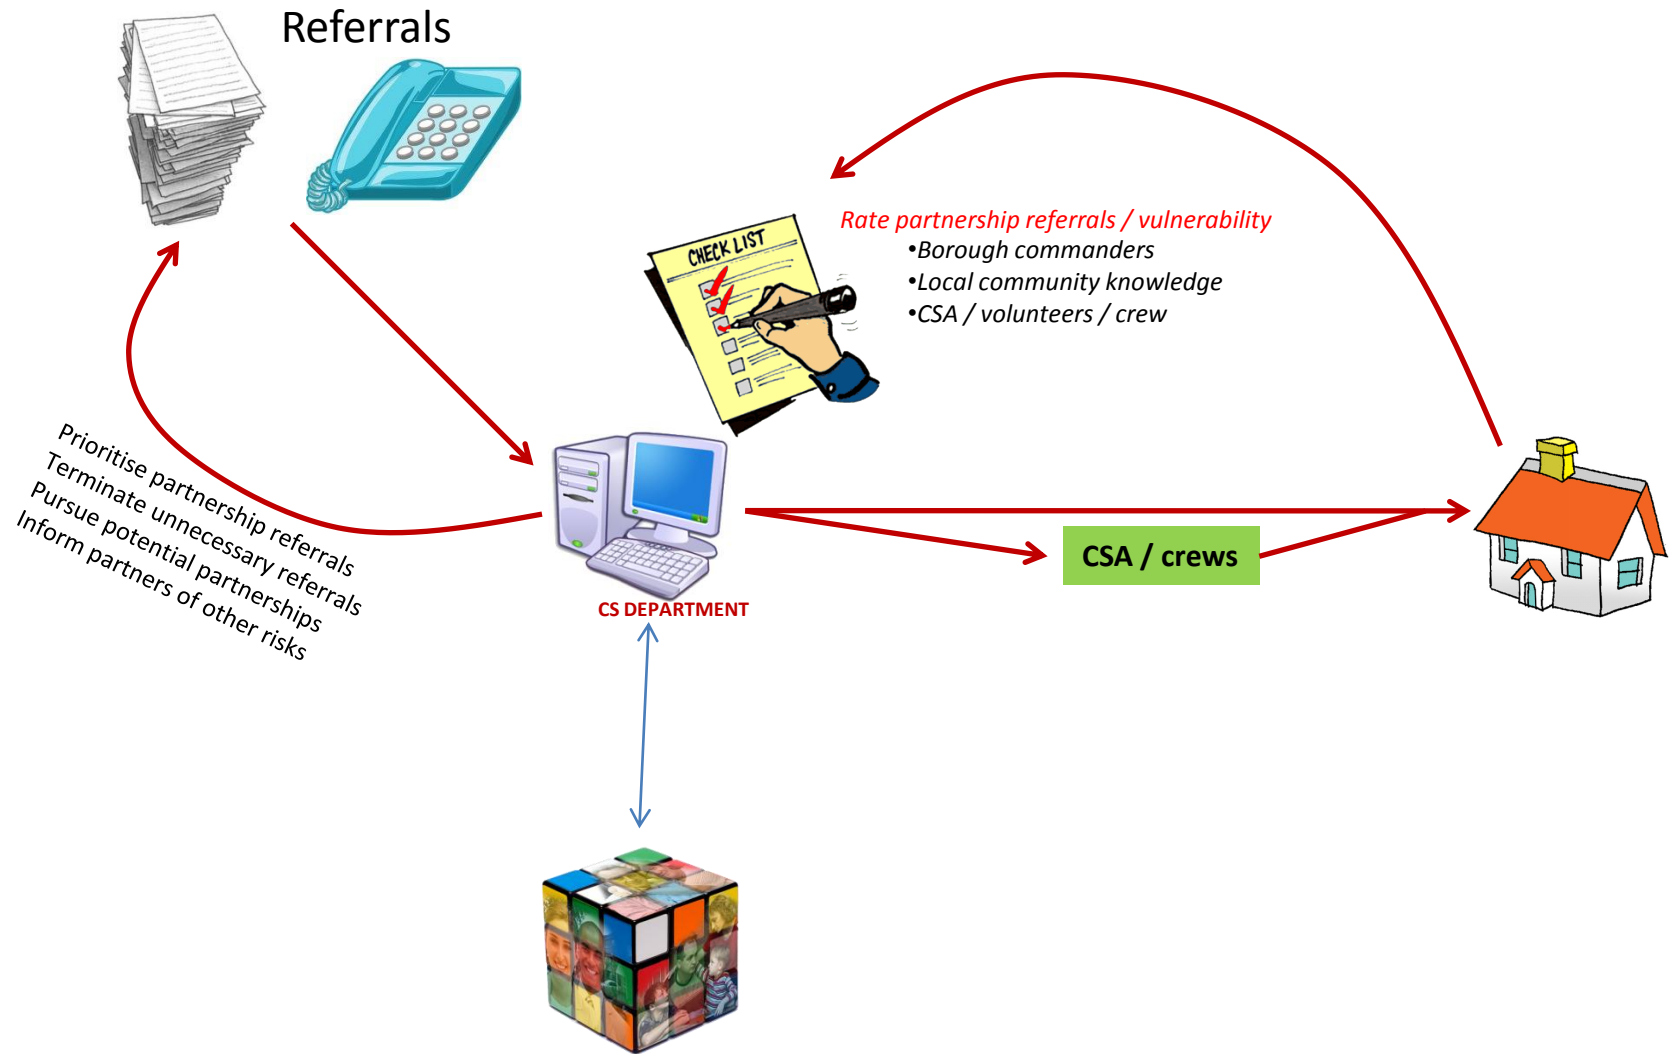 Referrals
CHECK LIST
Rate partnership referrals / vulnerability
•Borough commanders
•Local community knowledge
•CSA / volunteers / crew
Prioritise partnership referrals
Terminate unnecessary referrals
Pursue potential partnerships
Inform partners of other risks
CSA / crews
CS DEPARTMENT